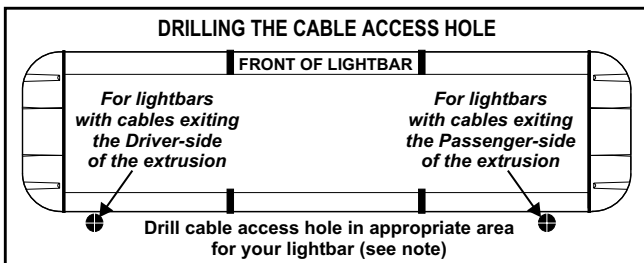 DRILLING THE CABLE ACCESS HOLE
FRONT OF LIGHTBAR
For lightbars
with cables exiting
the Driver-side
of the extrusion
For lightbars
with cables exiting
the Passenger-side
of the extrusion
Drill cable access hole in appropriate area
for your lightbar (see note)